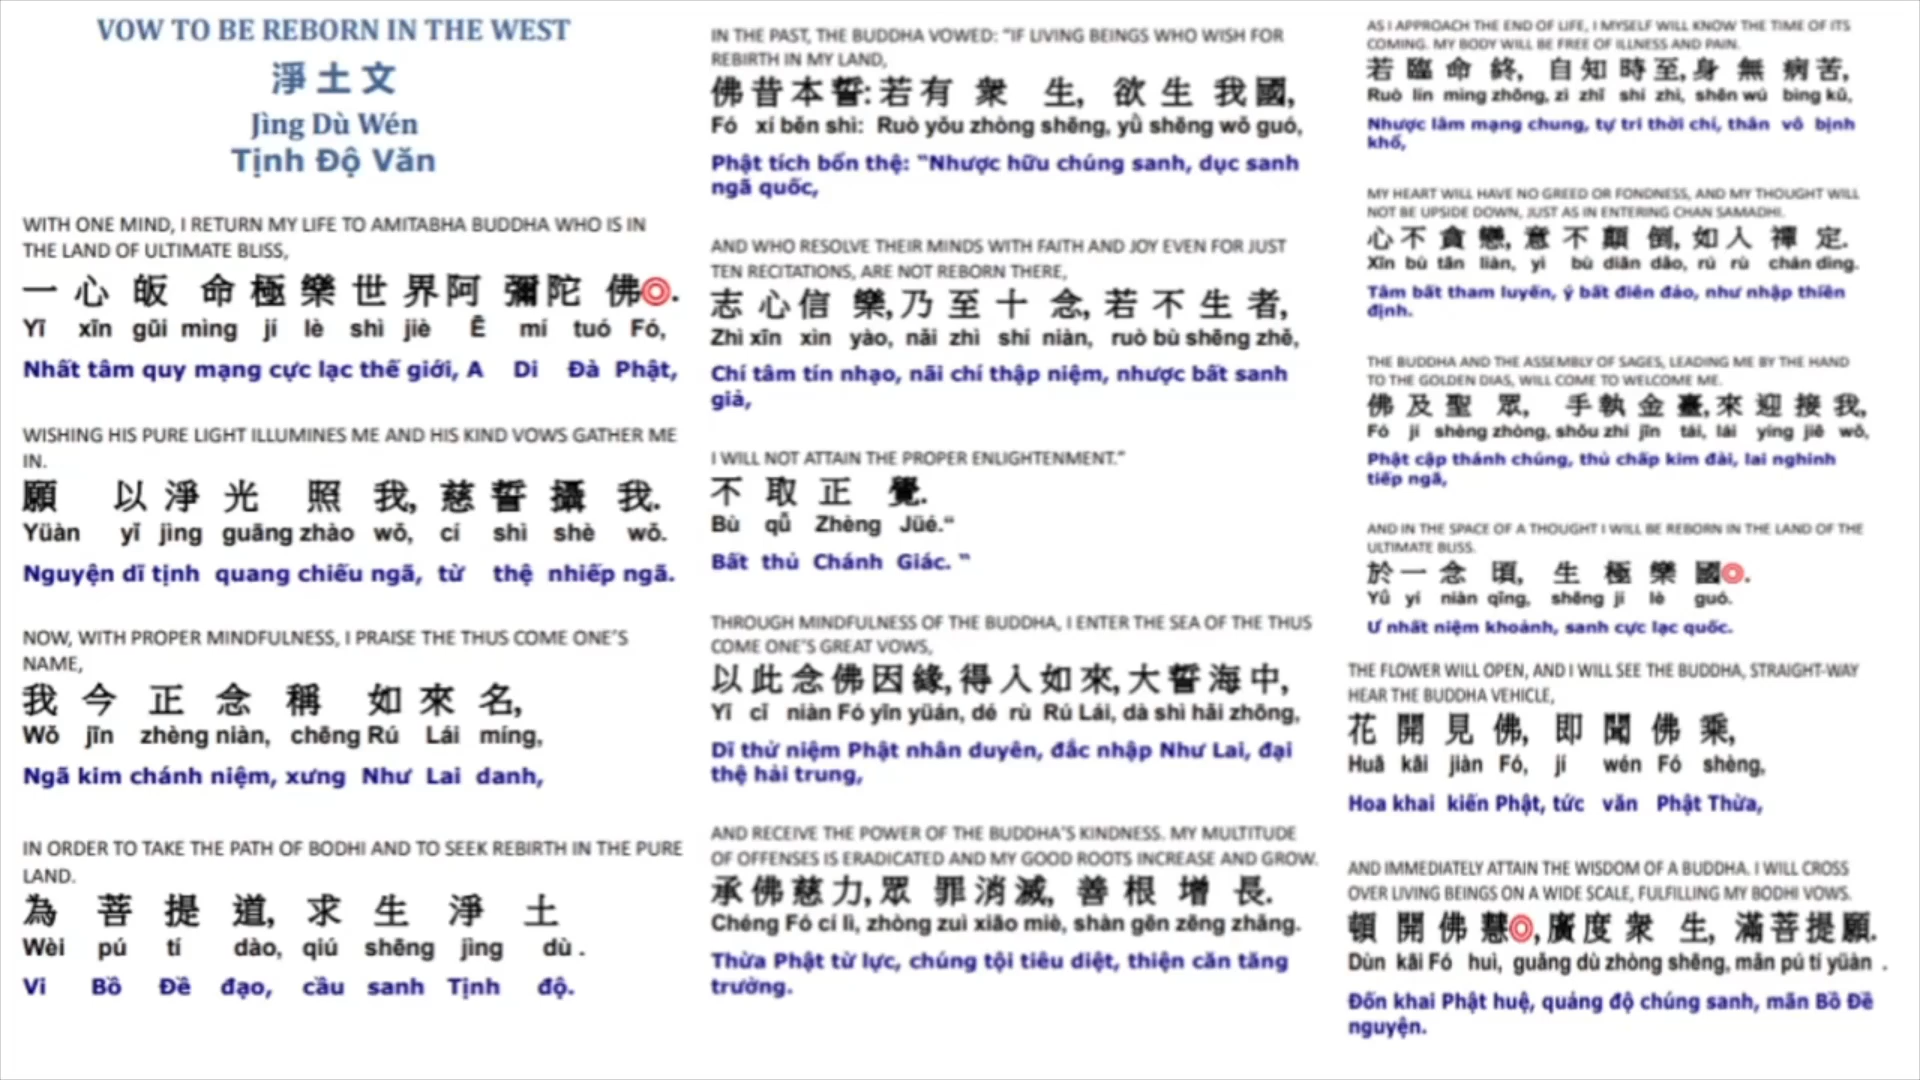 VOW TO BE REBORN IN THE WEST
淨土文
Jìng Dù Wén
Tịnh Độ Văn
WITH ONE MIND, I RETURN MY LIFE TO AMITABHA BUDDHA WHO IS IN
THE LAND OF ULTIMATE BLISS,
一 心 皈 命 極 樂 世 界 阿 彌 陀 佛.
Yī xīn gūi mìng jí lè shì jiè Ē mí tuó Fó,
Nhất tâm quy mạng cực lạc thế giới, A Di Đà Phật,
WISHING HIS PURE LIGHT ILLUMINES ME AND HIS KIND VOWS GATHER ME
IN.
願 以 淨 光 照 我, 慈 誓 攝 我.
Yüàn yǐ jìng guāng zhào wǒ, cí shì shè wǒ.
Nguyện dĩ tịnh quang chiếu ngã, từ thệ nhiếp ngã.
NOW, WITH PROPER MINDFULNESS, I PRAISE THE THUS COME ONE'S
NAME,
我 今 正 念 稱 如 來 名,
Wǒ jīn zhèng niàn, chēng Rú Lái míng,
Ngã kim chánh niệm, xưng Như Lai danh,
IN ORDER TO TAKE THE PATH OF BODHI AND TO SEEK REBIRTH IN THE PURE
LAND.
為 菩 提 道, 求 生 淨 土
Wèi pú tí dào, qiú shēng jìng dù .
Vì Bồ Đề đạo, cầu sanh Tịnh độ.
IN THE PAST, THE BUDDHA VOWED: "IF LIVING BEINGS WHO WISH FOR
REBIRTH IN MY LAND,
佛 昔 本 誓: 若 有 衆 生, 欲 生 我 國,
Fó xí běn shì: Ruò yǒu zhòng shēng, yǜ shēng wǒ guó,
Phật tích bổn thệ: "Nhược hữu chúng sanh, dục sanh
ngã quốc,
AND WHO RESOLVE THEIR MINDS WITH FAITH AND JOY EVEN FOR JUST
TEN RECITATIONS, ARE NOT REBORN THERE,
志 心 信 樂, 乃 至 十 念, 若 不 生 者,
Zhì xīn xìn yào, nǎi zhì shí niàn, ruò bù shēng zhě,
Chí tâm tín nhạo, nãi chí thập niệm, nhược bất sanh
giả,
I WILL NOT ATTAIN THE PROPER ENLIGHTENMENT."
不 取 正 覺.
Bù qǚ Zhèng Jüé."
Bất thủ Chánh Giác. "
THROUGH MINDFULNESS OF THE BUDDHA, I ENTER THE SEA OF THE THUS
COME ONE'S GREAT VOWS,
以 此 念 佛 因 緣, 得 入 如 來, 大 誓 海 中,
Yǐ cǐ niàn Fó yīn yüán, dé rù Rú Lái, dà shì hǎi zhōng,
Dĩ thử niệm Phật nhân duyên, đắc nhập Như Lai, đại
thệ hải trung,
AND RECEIVE THE POWER OF THE BUDDHA'S KINDNESS. MY MULTITUDE
OF OFFENSES IS ERADICATED AND MY GOOD ROOTS INCREASE AND GROW.
承 佛 慈 力, 眾 罪 消 滅, 善 根 增 長.
Chéng Fó cí lì, zhòng zuì xiāo miè, shàn gēn zēng zhǎng.
Thừa Phật từ lực, chúng tội tiêu diệt, thiện căn tăng
trưởng.
AS I APPROACH THE END OF LIFE, I MYSELF WILL KNOW THE TIME OF ITS
COMING. MY BODY WILL BE FREE OF ILLNESS AND PAIN.
若 臨 命 終, 自 知 時 至, 身 無 病 苦,
Ruò lín mìng zhōng, zì zhī shí zhì, shēn wú bìng kǔ,
Nhược lâm mạng chung, tự tri thời chí, thân vô bịnh
khổ,
MY HEART WILL HAVE NO GREED OR FONDNESS, AND MY THOUGHT WILL
NOT BE UPSIDE DOWN, JUST AS IN ENTERING CHAN SAMADHI.
心 不 貪 戀, 意 不 顛 倒, 如 入 禪 定.
Xīn bù tān liàn, yì bù diān dǎo, rú rù chán dìng.
Tâm bất tham luyến, ý bất điên đảo, như nhập thiền
định.
THE BUDDHA AND THE ASSEMBLY OF SAGES, LEADING ME BY THE HAND
TO THE GOLDEN DIAS, WILL COME TO WELCOME ME.
佛 及 聖 眾, 手 執 金 臺, 來 迎 接 我,
Fó jí shèng zhòng, shǒu zhí jīn tái, lái yíng jiē wǒ,
Phật cập thánh chúng, thủ chấp kim đài, lai nghinh
tiếp ngã,
AND IN THE SPACE OF A THOUGHT I WILL BE REBORN IN THE LAND OF THE
ULTIMATE BLISS.
於 一 念 頃, 生 極 樂 國.
Yǘ yí niàn qǐng, shēng jí lè guó.
Ư nhất niệm khoảnh, sanh cực lạc quốc.
THE FLOWER WILL OPEN, AND I WILL SEE THE BUDDHA, STRAIGHT-WAY
HEAR THE BUDDHA VEHICLE,
花 開 見 佛, 即 聞 佛 乘,
Huā kāi jiàn Fó, jí wén Fó shèng,
Hoa khai kiến Phật, tức văn Phật Thừa,
AND IMMEDIATELY ATTAIN THE WISDOM OF A BUDDHA. I WILL CROSS
OVER LIVING BEINGS ON A WIDE SCALE, FULFILLING MY BODHI VOWS.
頓 開 佛 慧, 廣 度 衆 生, 滿 菩 提 願.
Dùn kāi Fó huì, guǎng dù zhòng shēng, mǎn pú tí yüàn .
Đốn khai Phật huệ, quảng độ chúng sanh, mãn Bồ Đề
nguyện.